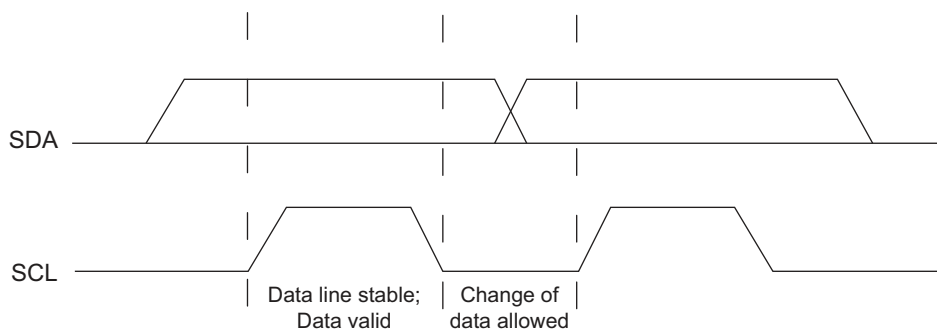 SDA
SCL
Data line stable;
Data valid
Change of
data allowed